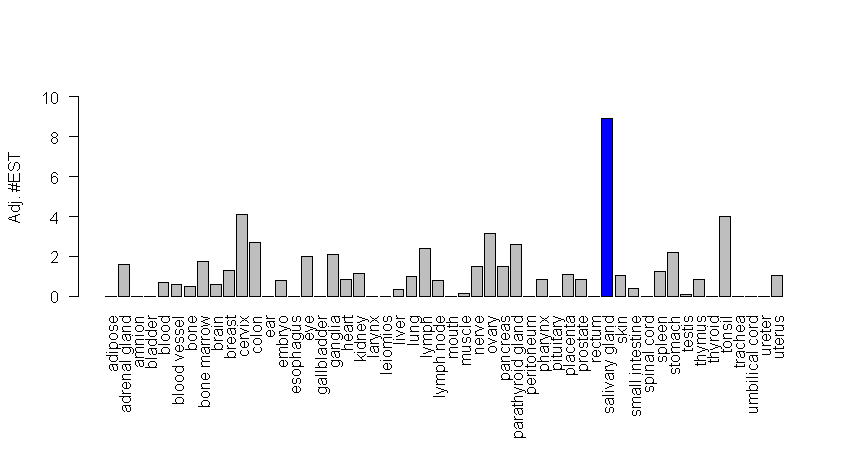 Adj. #EST
10
8
6
4
2
0
adipose
adrenal gland
amnion
bladder
blood
blood vessel
bone
bone marrow
brain
breast
cervix
colon
ear
embryo
esophagus
eye
gallbladder
ganglia
heart
kidney
larynx
leiomios
liver
lung
lymph
lymph node
mouth
muscle
nerve
ovary
pancreas
parathyroid gland
peritoneum
pharynx
pituitary
placenta
prostate
rectum
salivary gland
skin
small intestine
spinal cord
spleen
stomach
testis
thymus
thyroid
tonsil
trachea
umbilical cord
ureter
uterus